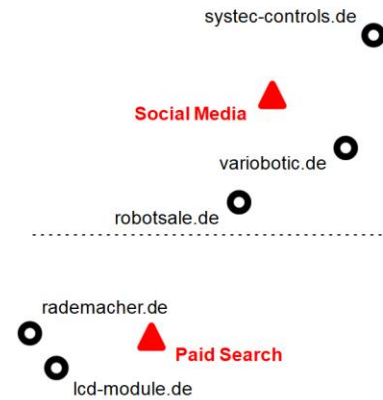 systec-controls.de
Social Media
variobotic.de
robotsale.de
rademacher.de
Paid Search
lcd-module.de